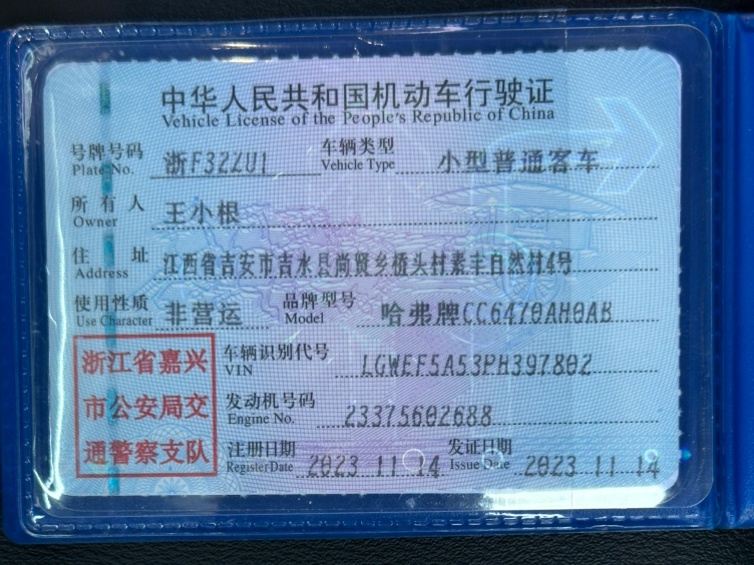 中华人民共和国机动车行驶证
Vehicle License of the People's Republic of China
号牌号码 浙F3ZZU1 车辆类型 小型普通客车
Plate No. Vehicle Type
所有人 王小根
Owner
住址 江西省吉安市吉水县尚贤乡桥头村素丰自然村4号
Address
使用性质 非营运 品牌型号 哈弗牌CC6470AH0AB
Use Character Model
浙江省嘉兴
市公安局交
通警察支队
车辆识别代号 LGWEF5A53PH397802
VIN
发动机号码 23375602688
Engine No.
注册日期 2023 11 14 发证日期 2023 11 14
Register Date Issue Date